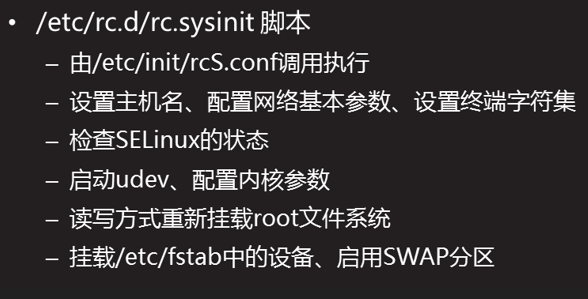 • /etc/rc.d/rc.sysinit 脚本
– 由/etc/init/rcS.conf调用执行
– 设置主机名、配置网络基本参数、设置终端字符集
– 检查SELinux的状态
– 启动udev、配置内核参数
– 读写方式重新挂载root文件系统
– 挂载/etc/fstab中的设备、启用SWAP分区